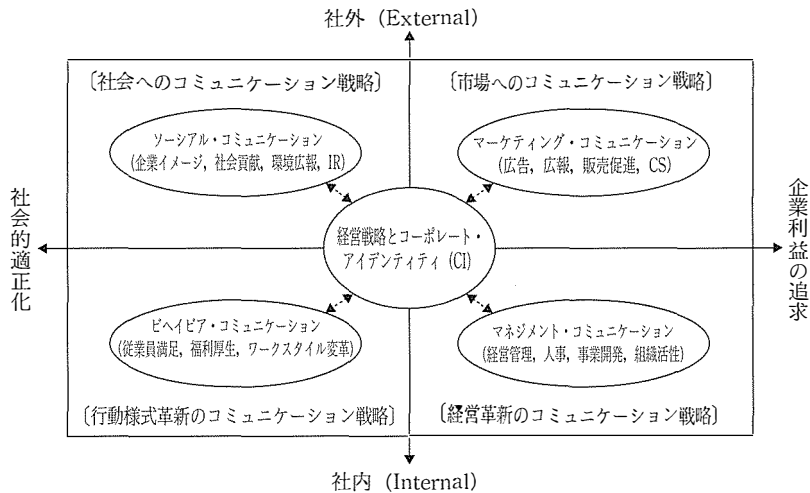 社外 (External)
〔社会へのコミュニケーション戦略〕
〔市場へのコミュニケーション戦略〕
ソーシアル・コミュニケーション
(企業イメージ, 社会貢献, 環境広報, IR)
マーケティング・コミュニケーション
(広告, 広報, 販売促進, CS)
社会的適正化
経営戦略とコーポレート・
アイデンティティ (CI)
企業利益の追求
ビヘイビア・コミュニケーション
(従業員満足, 福利厚生, ワークスタイル変革)
マネジメント・コミュニケーション
(経営管理, 人事, 事業開発, 組織活性)
〔行動様式革新のコミュニケーション戦略〕
〔経営革新のコミュニケーション戦略〕
社内 (Internal)